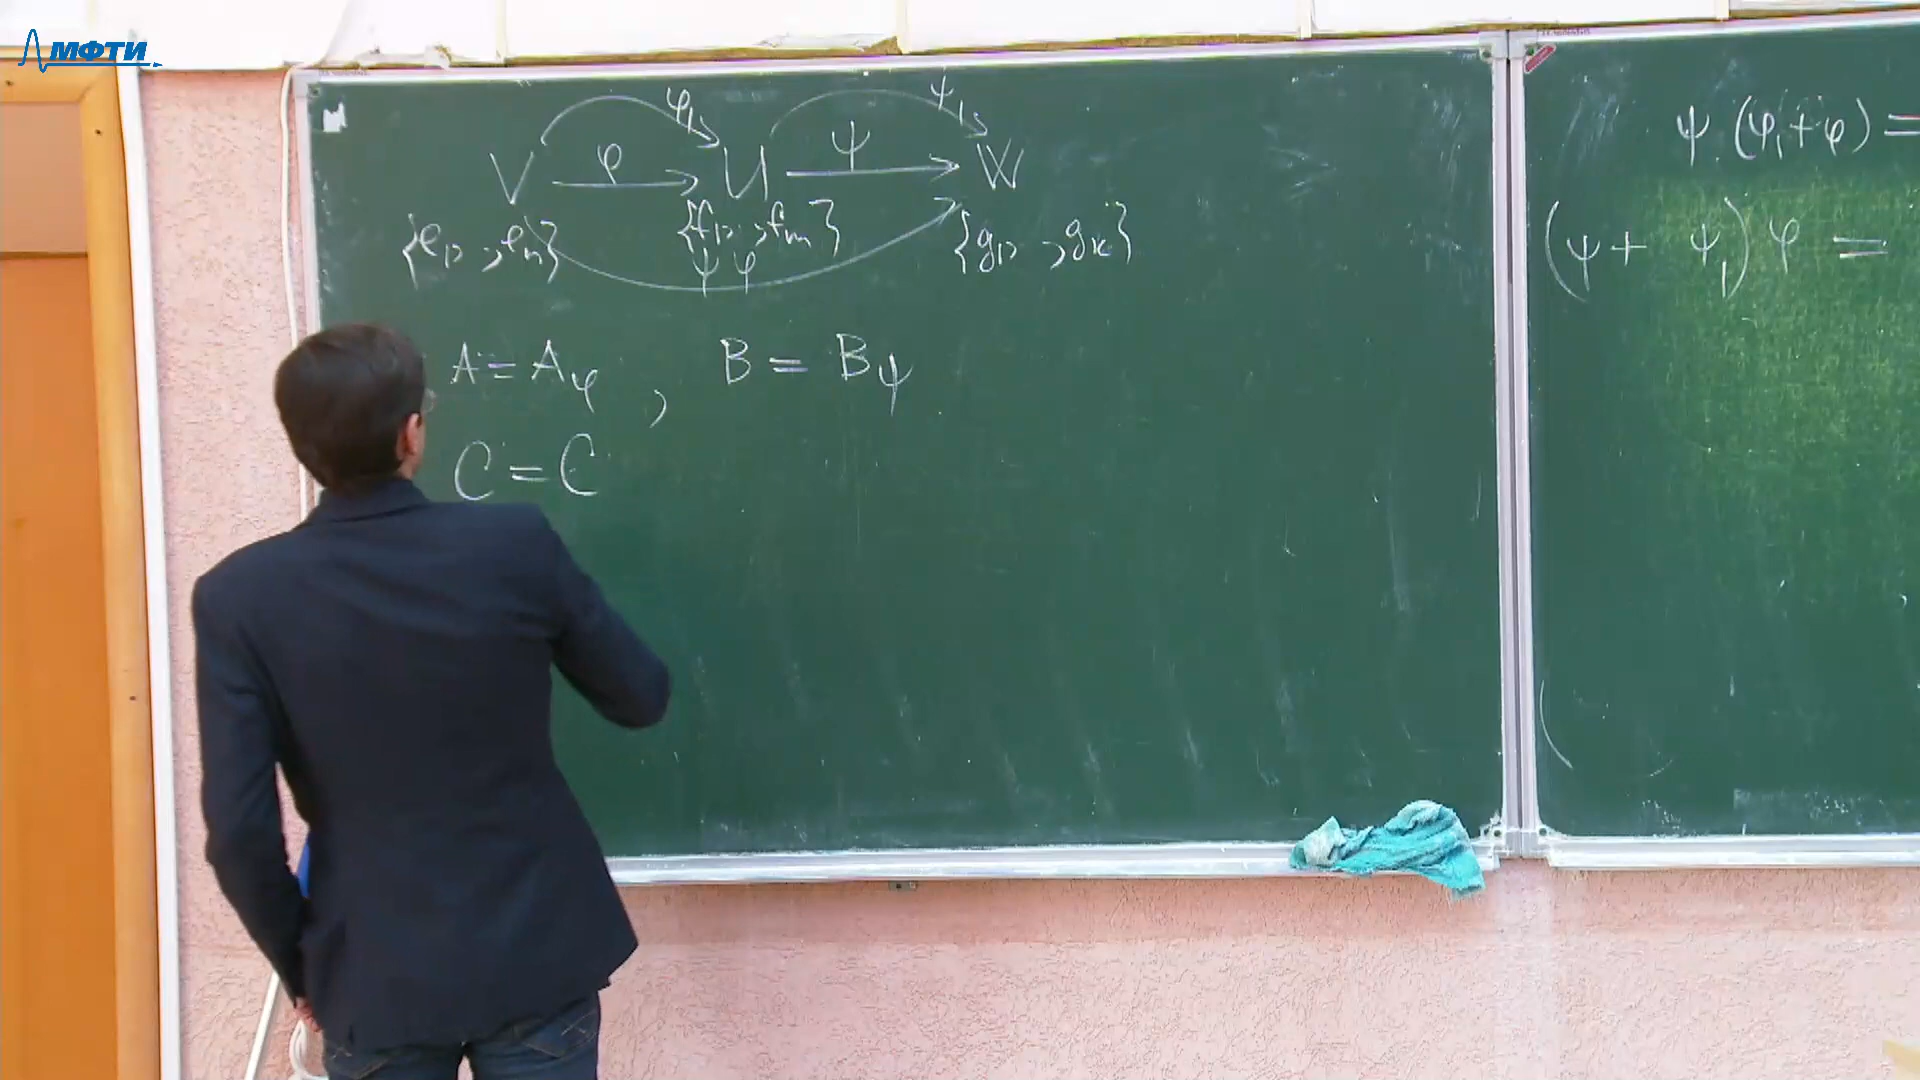 МФТИ
φ₁ ψ₁
V φ U ψ W
{e₁, , eₙ} {f₁, , fₘ} {g₁, , gₖ}
ψφ
A = A_φ , B = B_ψ
C = C
ψ (φ₁ + φ) =
(ψ + ψ₁) φ =